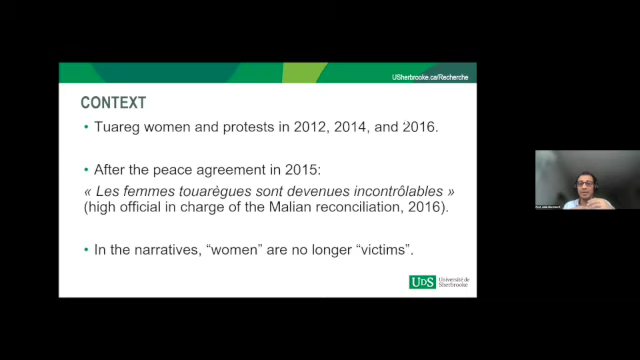 USherbrooke.ca/Recherche
CONTEXT
• Tuareg women and protests in 2012, 2014, and 2016.
• After the peace agreement in 2015:
« Les femmes touarègues sont devenues incontrôlables »
(high official in charge of the Malian reconciliation, 2016).
• In the narratives, “women” are no longer “victims”.
UDS Université de
Sherbrooke